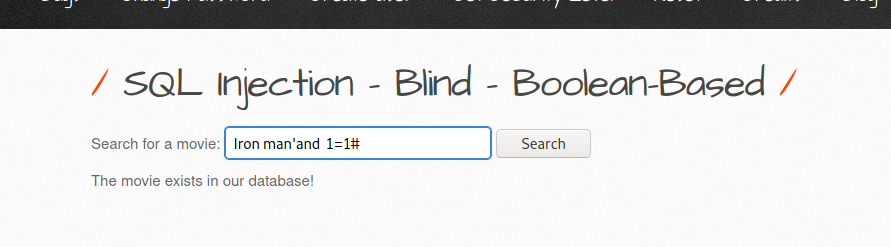 / SQL Injection - Blind - Boolean-Based /
Search for a movie: Iron man'and 1=1# Search
The movie exists in our database!